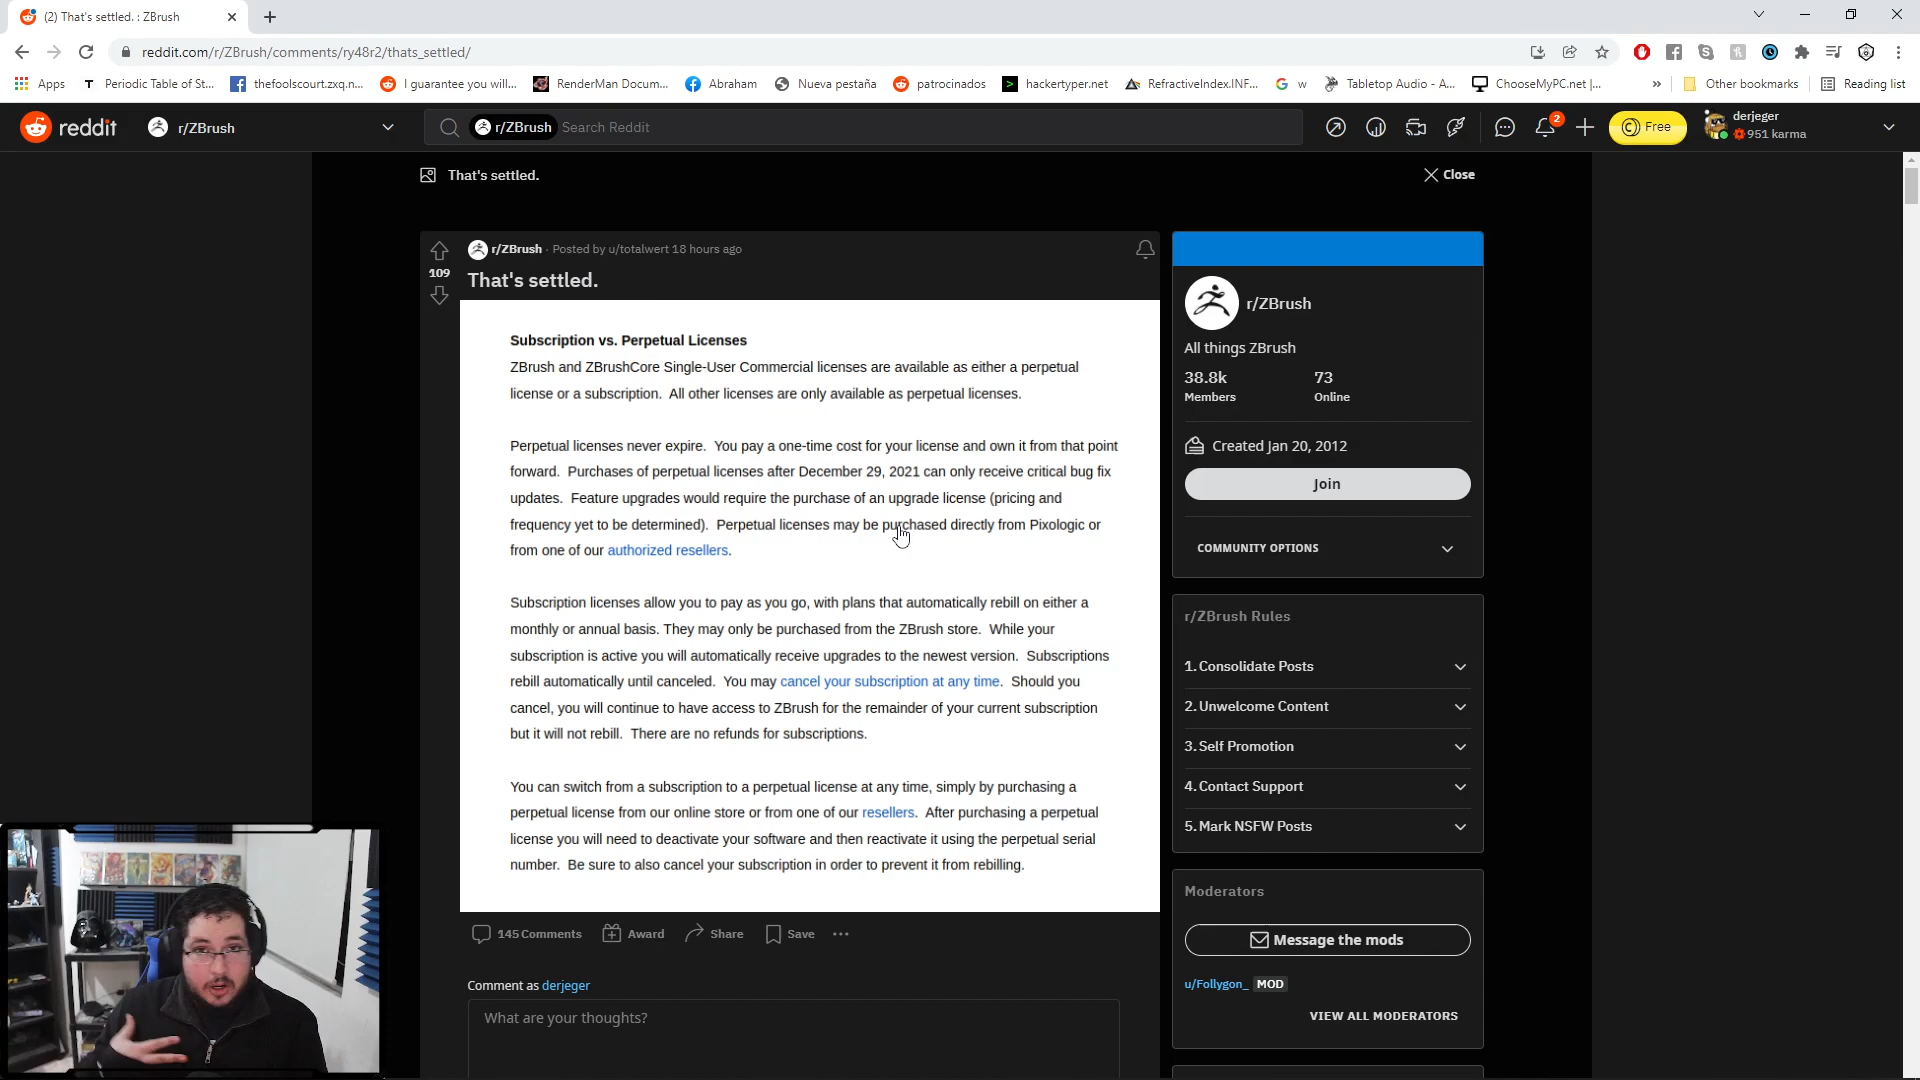 (2) That's settled. : ZBrush
reddit.com/r/ZBrush/comments/ry48r2/thats_settled/
Apps
Periodic Table of St...
thefoolscourt.zxq.n...
I guarantee you will...
RenderMan Docum...
Abraham
Nueva pestaña
patrocinados
hackertyper.net
RefractiveIndex.INF...
w
Tabletop Audio - A...
ChooseMyPC.net |...
»
Other bookmarks
Reading list
reddit
r/ZBrush
r/ZBrush Search Reddit
2
Free
derjeger
951 karma
That's settled.
Close
109
r/ZBrush · Posted by u/totalwert 18 hours ago
That's settled.
Subscription vs. Perpetual Licenses
ZBrush and ZBrushCore Single-User Commercial licenses are available as either a perpetual
license or a subscription. All other licenses are only available as perpetual licenses.
Perpetual licenses never expire. You pay a one-time cost for your license and own it from that point
forward. Purchases of perpetual licenses after December 29, 2021 can only receive critical bug fix
updates. Feature upgrades would require the purchase of an upgrade license (pricing and
frequency yet to be determined). Perpetual licenses may be purchased directly from Pixologic or
from one of our authorized resellers.
Subscription licenses allow you to pay as you go, with plans that automatically rebill on either a
monthly or annual basis. They may only be purchased from the ZBrush store. While your
subscription is active you will automatically receive upgrades to the newest version. Subscriptions
rebill automatically until canceled. You may cancel your subscription at any time. Should you
cancel, you will continue to have access to ZBrush for the remainder of your current subscription
but it will not rebill. There are no refunds for subscriptions.
You can switch from a subscription to a perpetual license at any time, simply by purchasing a
perpetual license from our online store or from one of our resellers. After purchasing a perpetual
license you will need to deactivate your software and then reactivate it using the perpetual serial
number. Be sure to also cancel your subscription in order to prevent it from rebilling.
145 Comments
Award
Share
Save
Comment as derjeger
What are your thoughts?
r/ZBrush
All things ZBrush
38.8k
73
Members
Online
Created Jan 20, 2012
Join
COMMUNITY OPTIONS
r/ZBrush Rules
1. Consolidate Posts
2. Unwelcome Content
3. Self Promotion
4. Contact Support
5. Mark NSFW Posts
Moderators
Message the mods
u/Follygon_ MOD
VIEW ALL MODERATORS